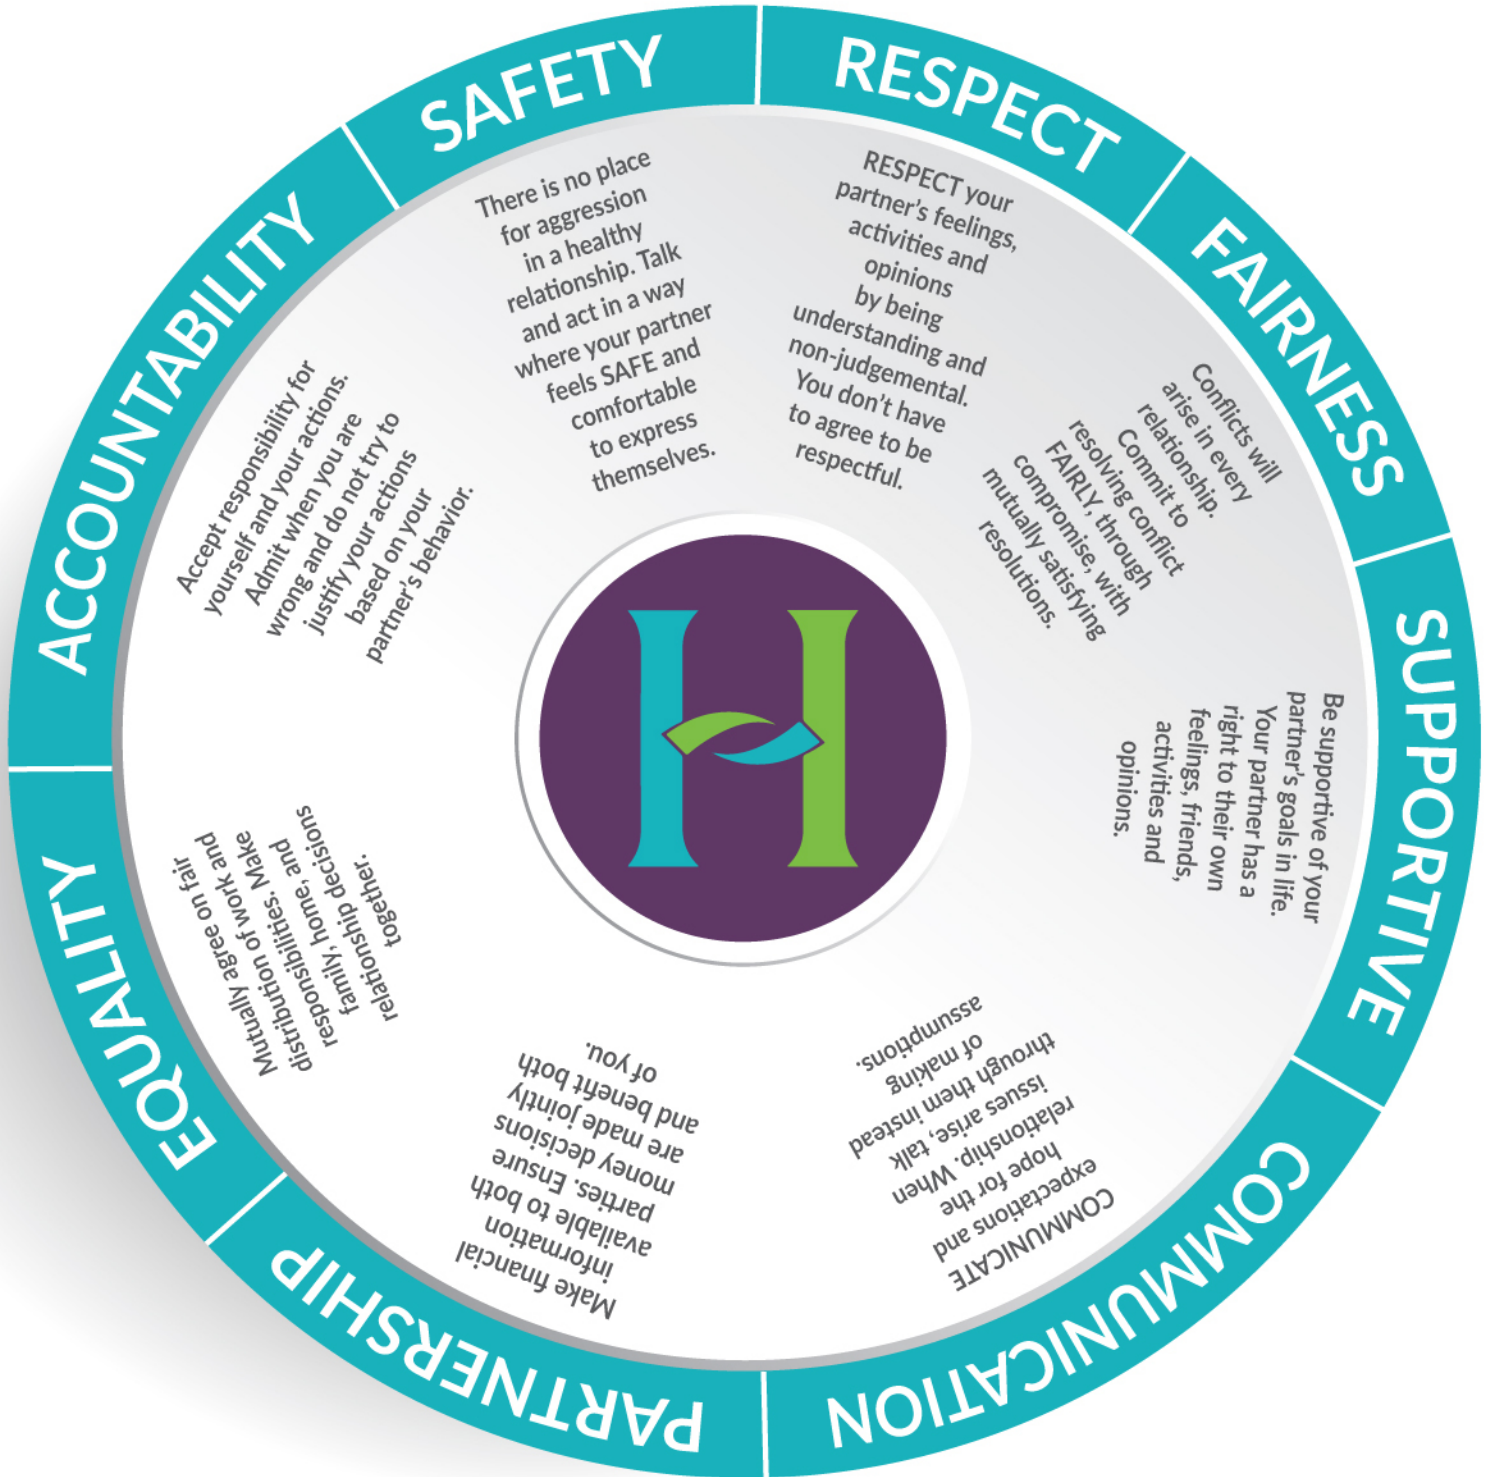 SAFETY
There is no place
for aggression
in a healthy
relationship. Talk
and act in a way
where your partner
feels SAFE and
comfortable
to express
themselves.
RESPECT
RESPECT your
partner's feelings,
activities and
opinions
by being
understanding and
non-judgemental.
You don't have
to agree to be
respectful.
FAIRNESS
Conflicts will
arise in every
relationship.
Commit to
resolving conflict
FAIRLY, through
compromise, with
mutually satisfying
resolutions.
SUPPORTIVE
Be supportive of your
partner's goals in life.
Your partner has a
right to their own
feelings, friends,
activities and
opinions.
COMMUNICATION
COMMUNICATE
expectations and
hope for the
relationship. When
issues arise, talk
through them instead
of making
assumptions.
PARTNERSHIP
Make financial
information
available to both
parties. Ensure
money decisions
are made jointly
and benefit both
of you.
EQUALITY
Mutually agree on fair
distribution of work and
responsibilities. Make
family, home, and
relationship decisions
together.
ACCOUNTABILITY
Accept responsibility for
yourself and your actions.
Admit when you are
wrong and do not try to
justify your actions
based on your
partner's behavior.
H